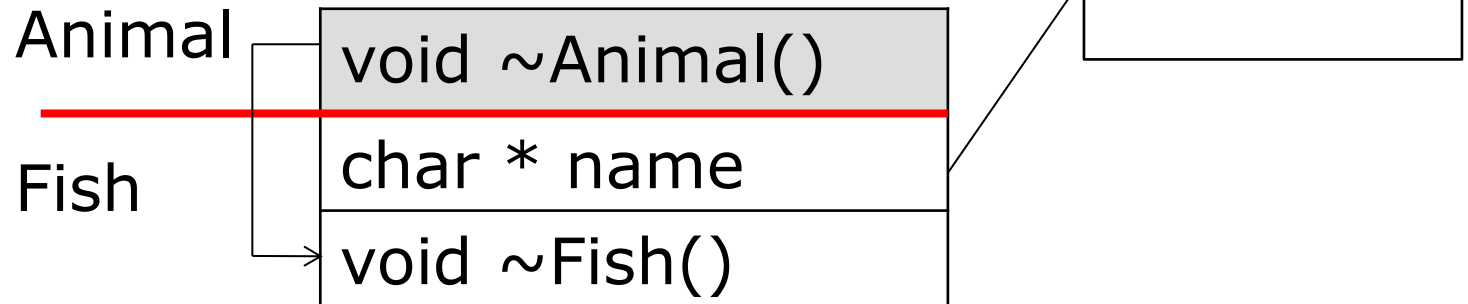 Animal
void ~Animal()
char * name
Fish
void ~Fish()